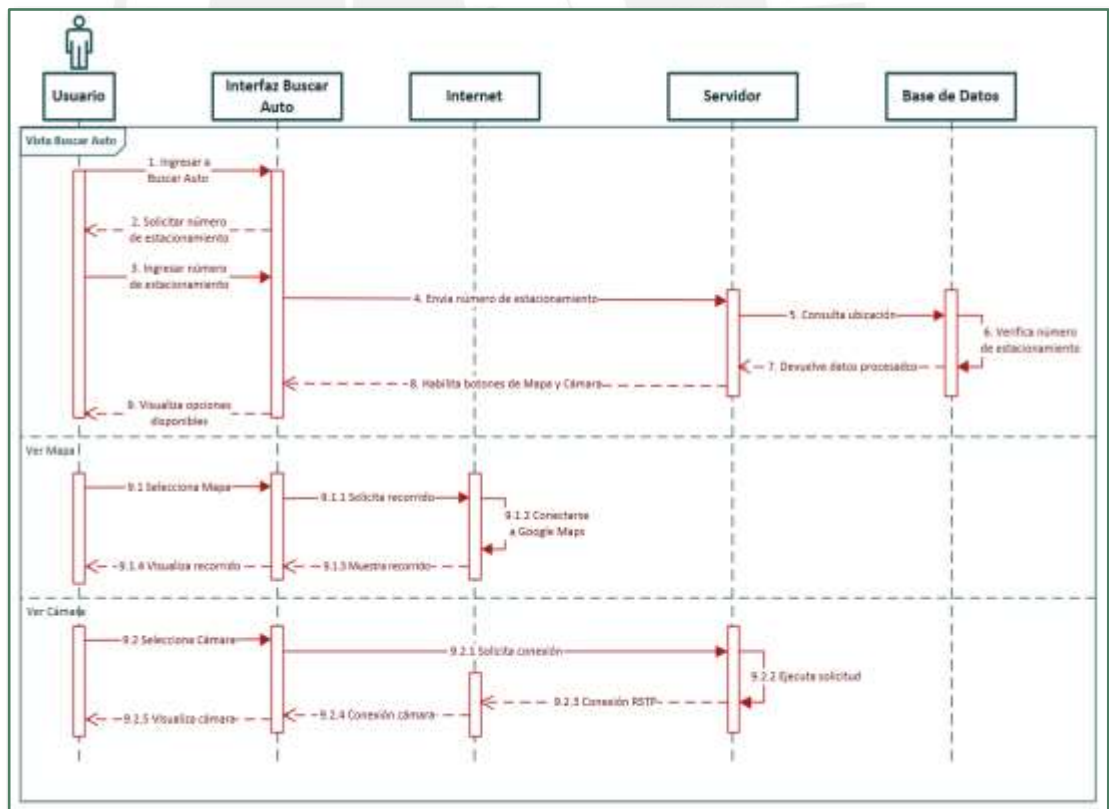 Usuario
Interfaz Buscar
Auto
Internet
Servidor
Base de Datos
Vista Buscar Auto
1. Ingresar a
Buscar Auto
2. Solicitar número
de estacionamiento
3. Ingresar número
de estacionamiento
4. Envía número de estacionamiento
5. Consulta ubicación
6. Verifica número
de estacionamiento
7. Devuelve datos procesados
8. Habilita botones de Mapa y Cámara
9. Visualiza opciones
disponibles
Ver Mapa
9.1 Selecciona Mapa
9.1.1 Solicita recorrido
9.1.2 Conectarse
a Google Maps
9.1.3 Muestra recorrido
9.1.4 Visualiza recorrido
Ver Cámara
9.2 Selecciona Cámara
9.2.1 Solicita conexión
9.2.2 Ejecuta solicitud
9.2.3 Conexión RSTP
9.2.4 Conexión cámara
9.2.5 Visualiza cámara